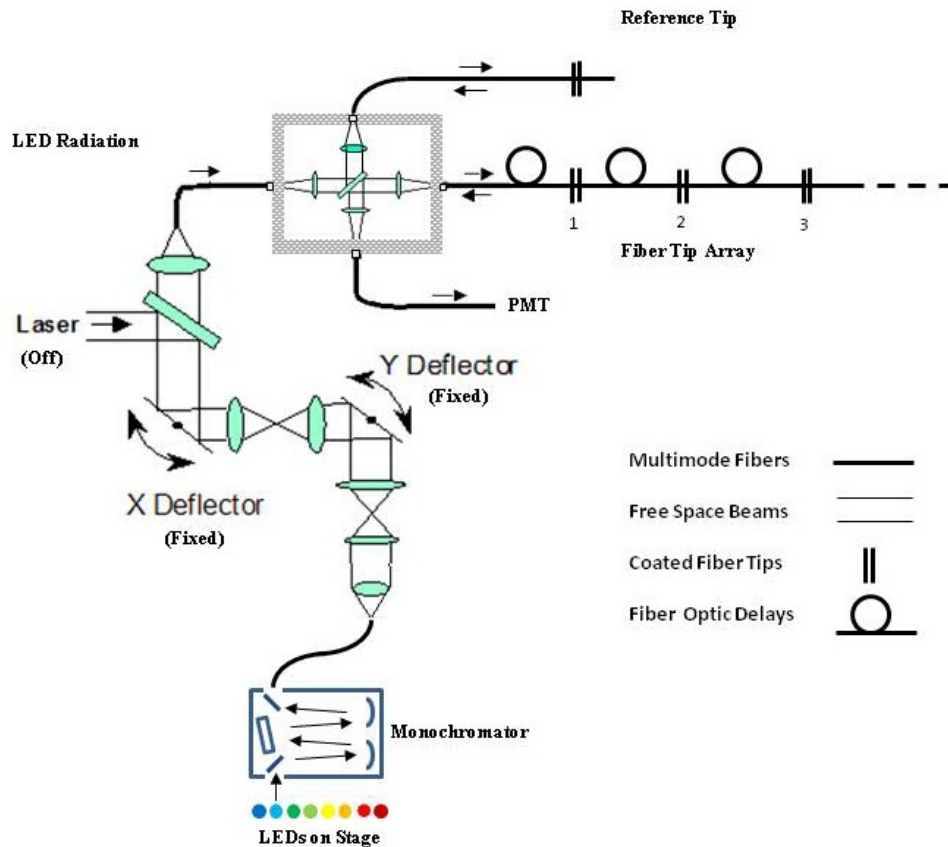 Reference Tip
LED Radiation
1
2
3
Fiber Tip Array
PMT
Laser
(Off)
Y Deflector
(Fixed)
X Deflector
(Fixed)
Multimode Fibers
Free Space Beams
Coated Fiber Tips
Fiber Optic Delays
Monochromator
LEDs on Stage